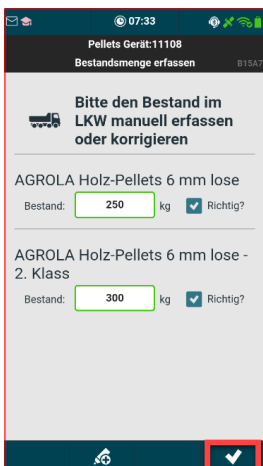 07:33
Pellets Gerät:11108
Bestandsmenge erfassen B15A7
Bitte den Bestand im
LKW manuell erfassen
oder korrigieren
AGROLA Holz-Pellets 6 mm lose
Bestand: 250 kg Richtig?
AGROLA Holz-Pellets 6 mm lose -
2. Klass
Bestand: 300 kg Richtig?